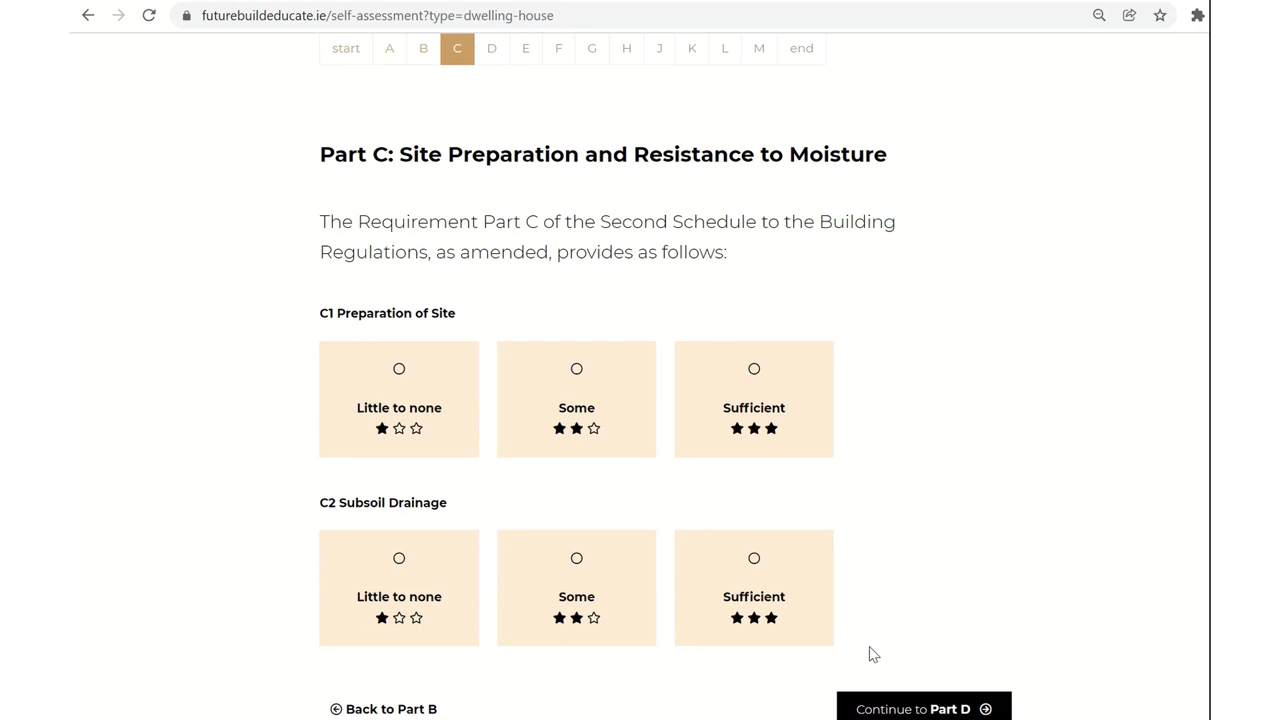 futurebuildeducate.ie/self-assessment?type=dwelling-house
start A B C D E F G H J K L M end
Part C: Site Preparation and Resistance to Moisture
The Requirement Part C of the Second Schedule to the Building
Regulations, as amended, provides as follows:
C1 Preparation of Site
Little to none Some Sufficient
C2 Subsoil Drainage
Little to none Some Sufficient
Back to Part B Continue to Part D